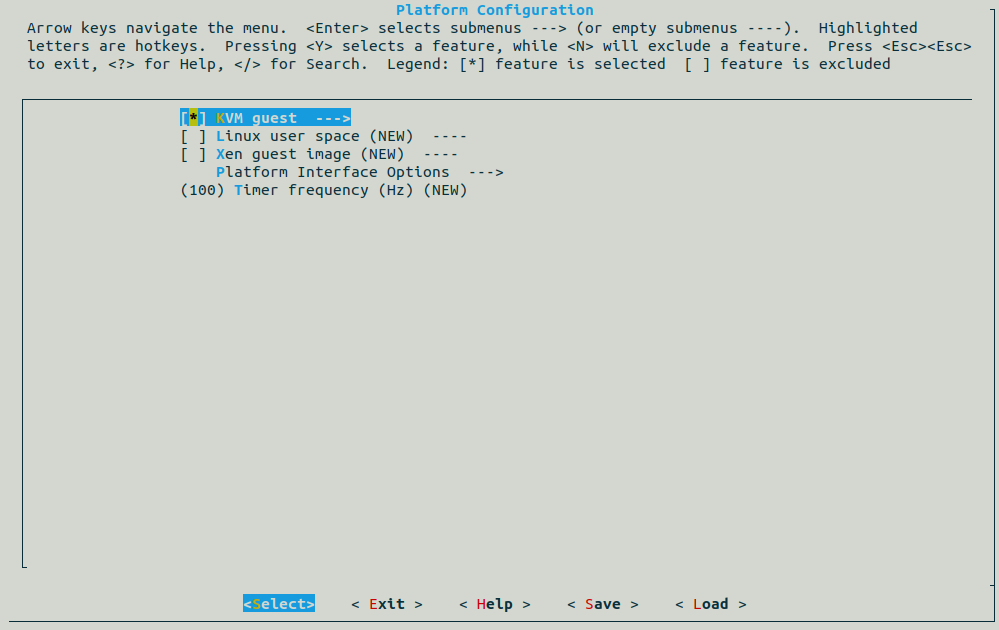 Platform Configuration
Arrow keys navigate the menu.  <Enter> selects submenus ---> (or empty submenus ----).  Highlighted
letters are hotkeys.  Pressing <Y> selects a feature, while <N> will exclude a feature.  Press <Esc><Esc>
to exit, <?> for Help, </> for Search.  Legend: [*] feature is selected  [ ] feature is excluded
[*] KVM guest  --->
[ ] Linux user space (NEW)  ----
[ ] Xen guest image (NEW)  ----
Platform Interface Options  --->
(100) Timer frequency (Hz) (NEW)
<Select>    < Exit >    < Help >    < Save >    < Load >